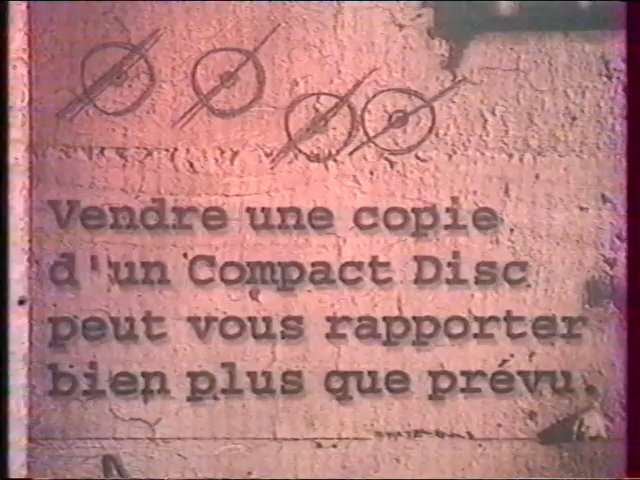 Vendre une copie
d'un Compact Disc
peut vous rapporter
bien plus que prévu.